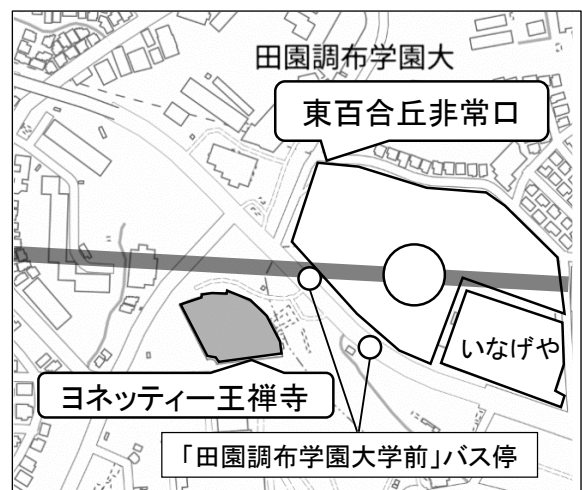 田園調布学園大
東百合丘非常口
いなげや
ヨネッティー王禅寺
「田園調布学園大学前」バス停